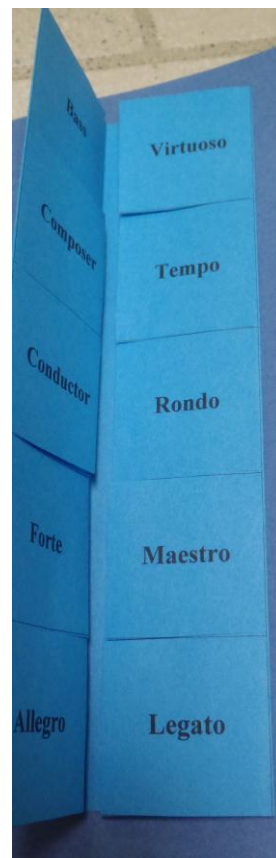 Bass
Composer
Conductor
Forte
Allegro
Virtuoso
Tempo
Rondo
Maestro
Legato